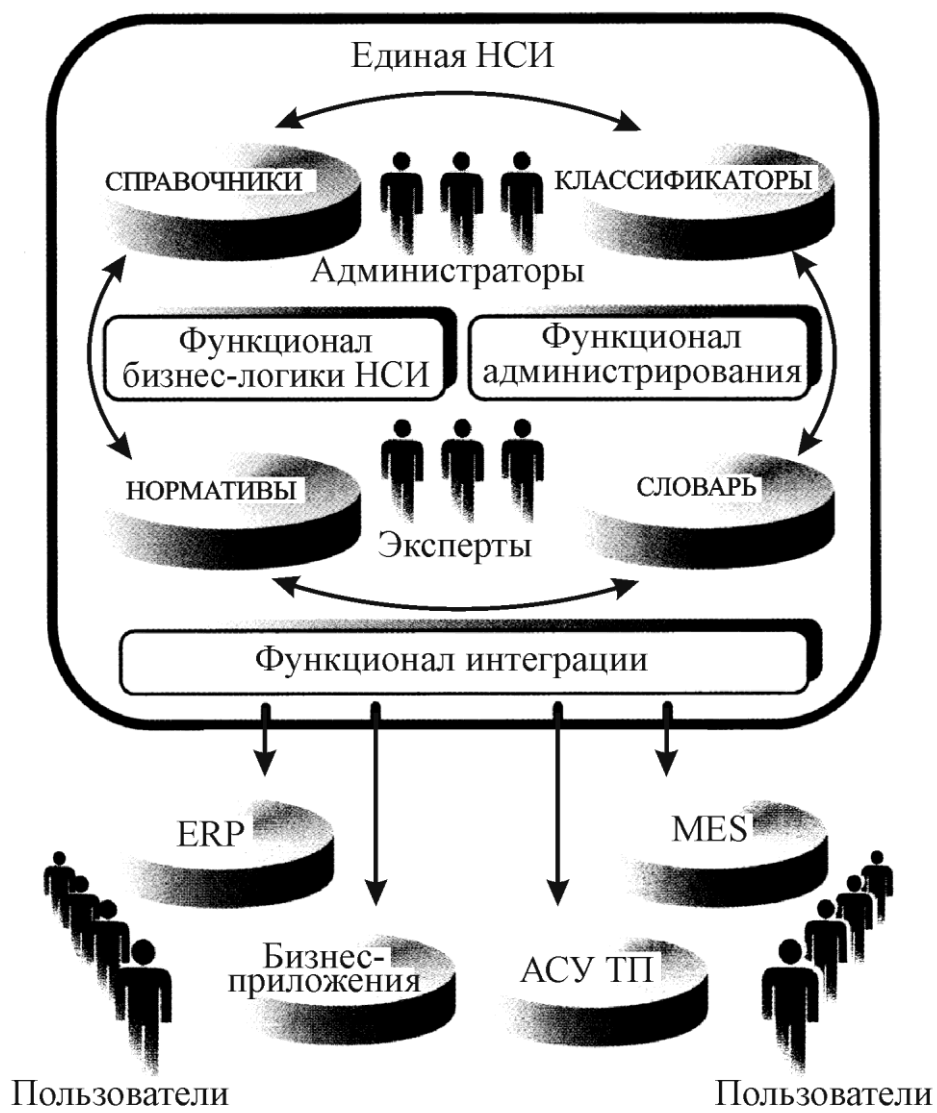 Единая НСИ
СПРАВОЧНИКИ
КЛАССИФИКАТОРЫ
Администраторы
Функционал
бизнес-логики НСИ
Функционал
администрирования
НОРМАТИВЫ
СЛОВАРЬ
Эксперты
Функционал интеграции
ERP
MES
Бизнес-
приложения
АСУ ТП
Пользователи
Пользователи